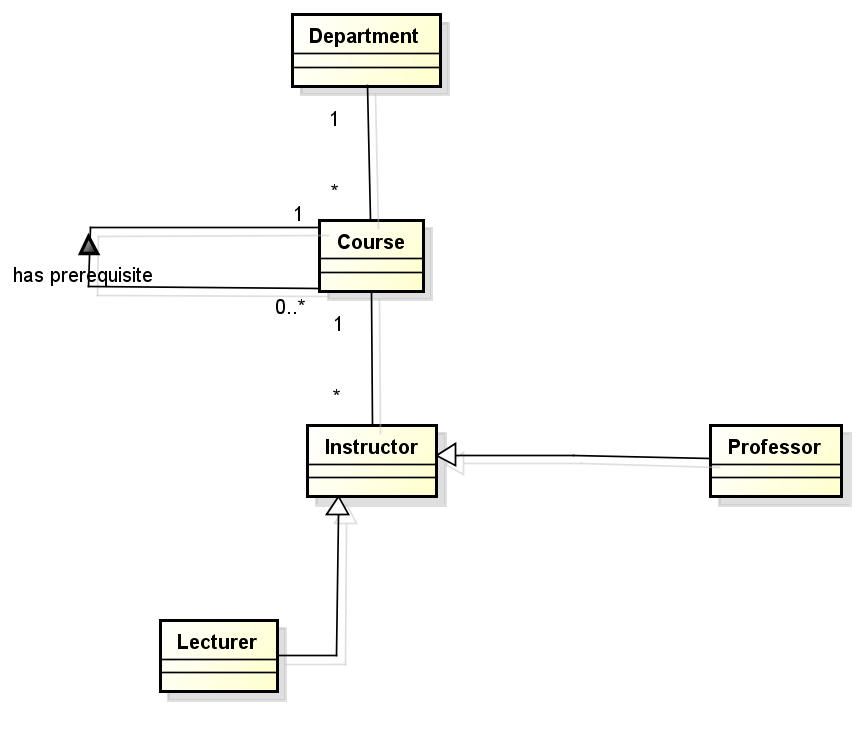 Department
1
*
1
Course
has prerequisite
0..*
1
*
Instructor
Professor
Lecturer